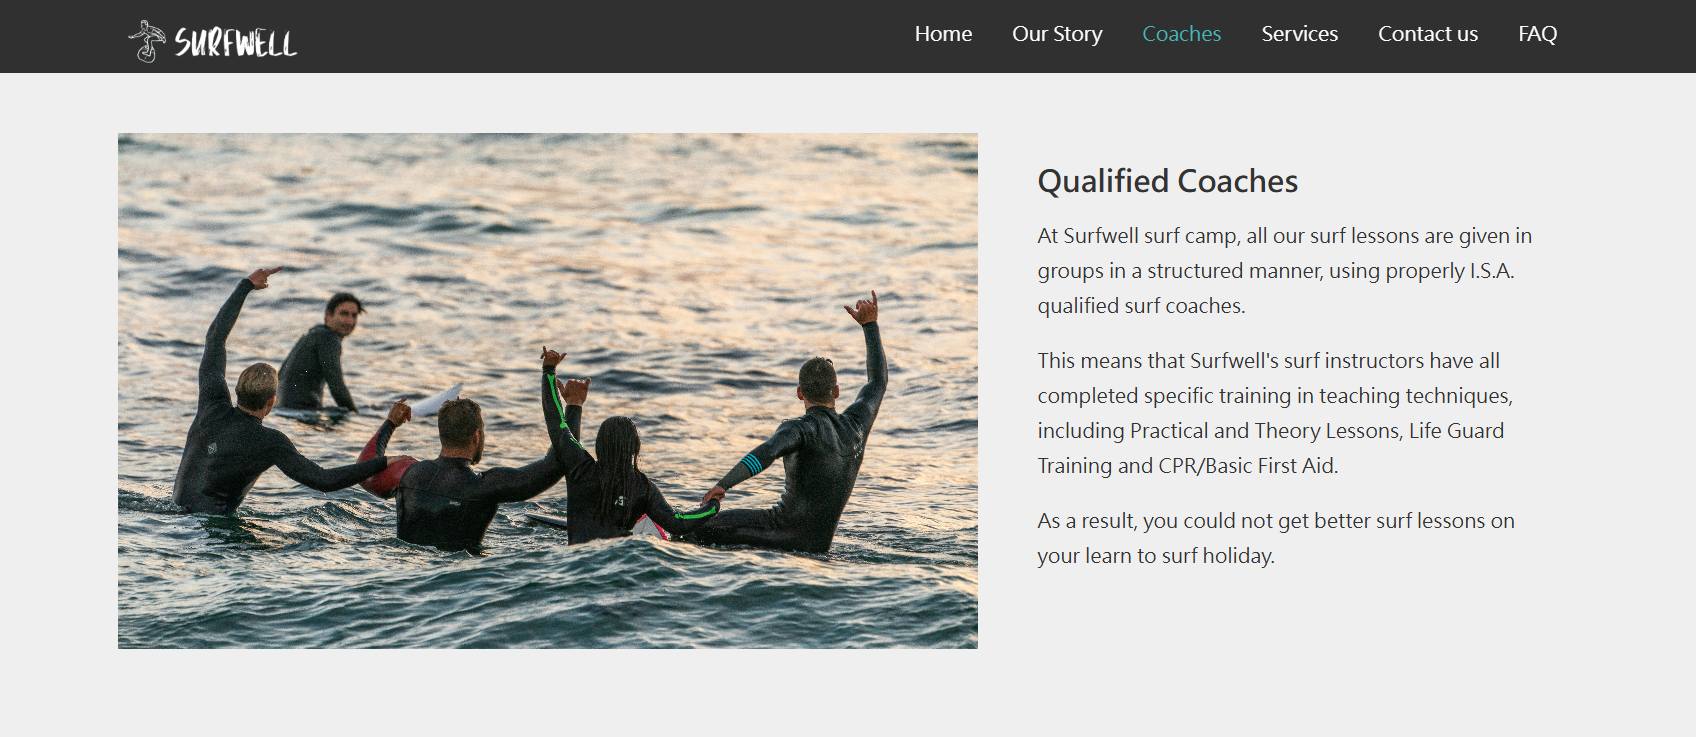 SURFWELL
Home Our Story Coaches Services Contact us FAQ
Qualified Coaches
At Surfwell surf camp, all our surf lessons are given in
groups in a structured manner, using properly I.S.A.
qualified surf coaches.
This means that Surfwell's surf instructors have all
completed specific training in teaching techniques,
including Practical and Theory Lessons, Life Guard
Training and CPR/Basic First Aid.
As a result, you could not get better surf lessons on
your learn to surf holiday.